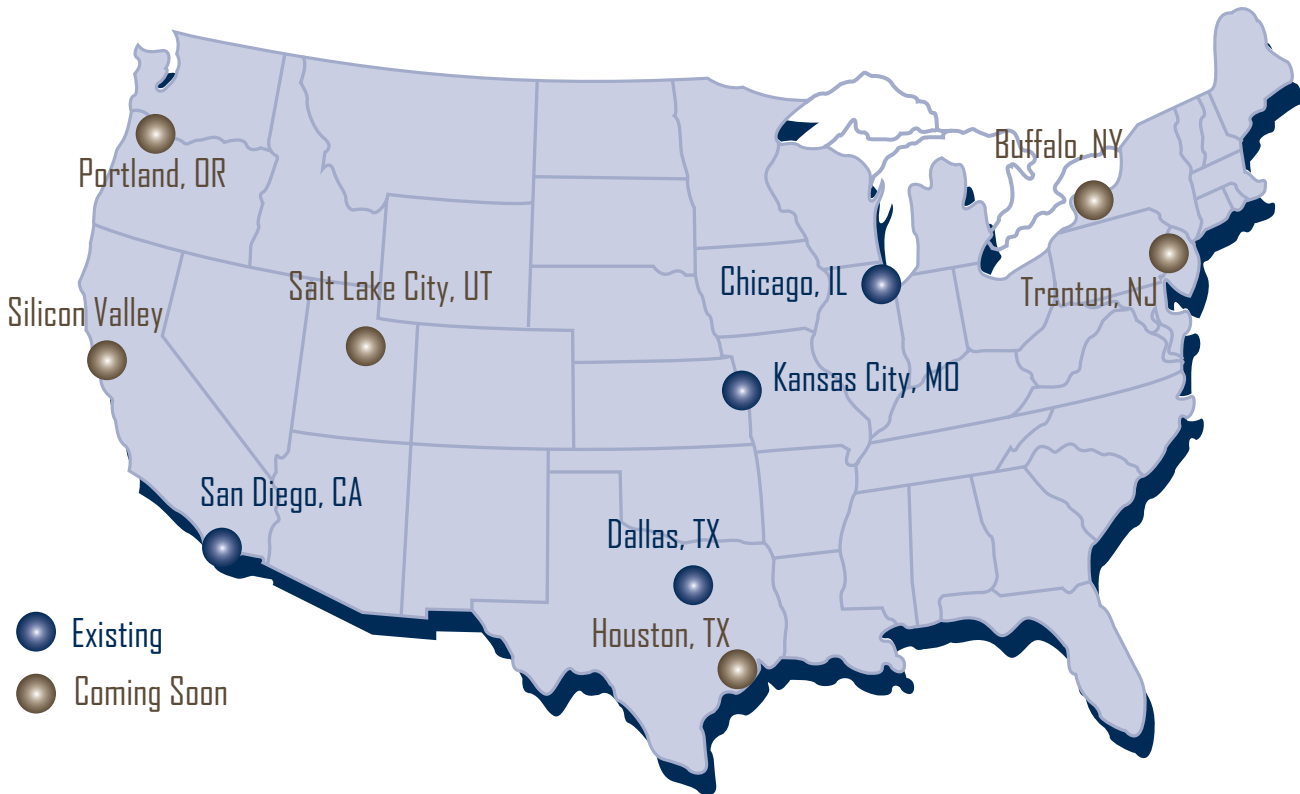 Buffalo, NY
Portland, OR
Chicago, IL
Salt Lake City, UT
Trenton, NJ
Silicon Valley
Kansas City, MO
San Diego, CA
Dallas, TX
Houston, TX
Existing
Coming Soon